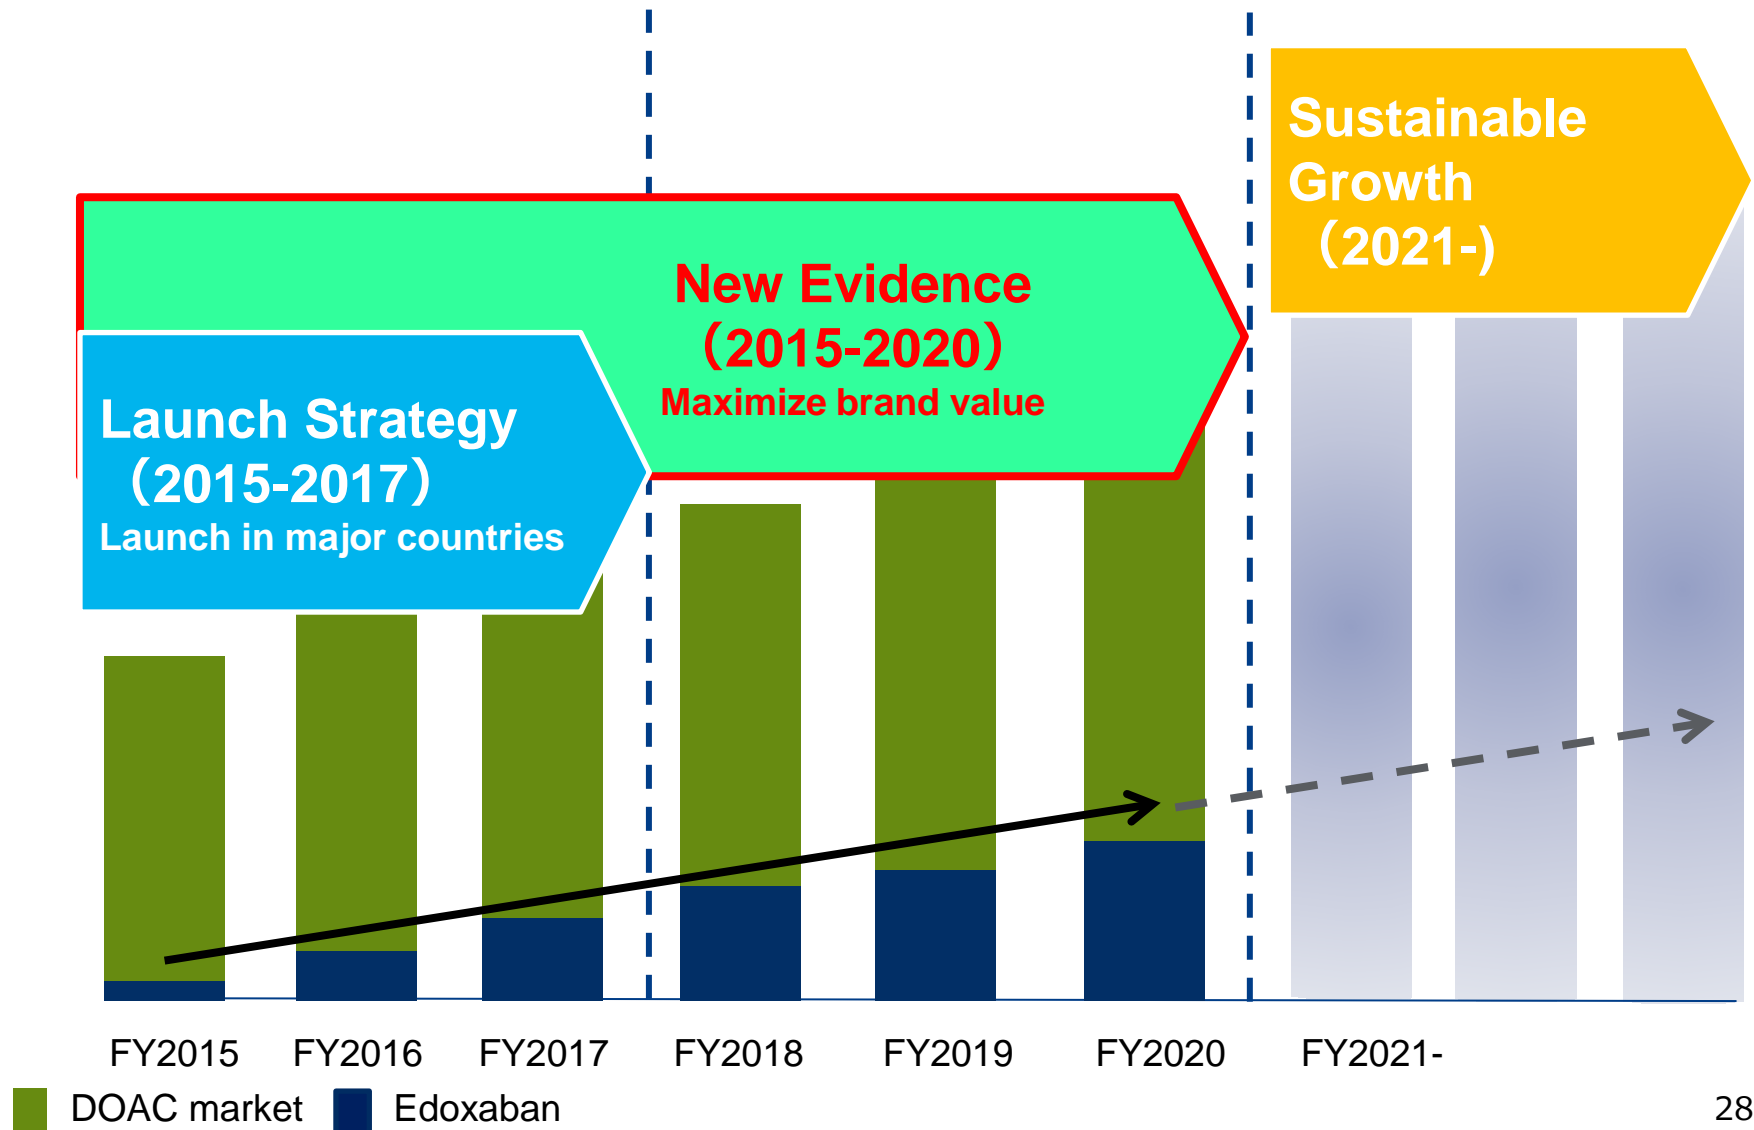 Sustainable
Growth
（2021-)
New Evidence
（2015-2020）
Maximize brand value
Launch Strategy
（2015-2017）
Launch in major countries
FY2015 FY2016 FY2017 FY2018 FY2019 FY2020 FY2021-
DOAC market Edoxaban
28